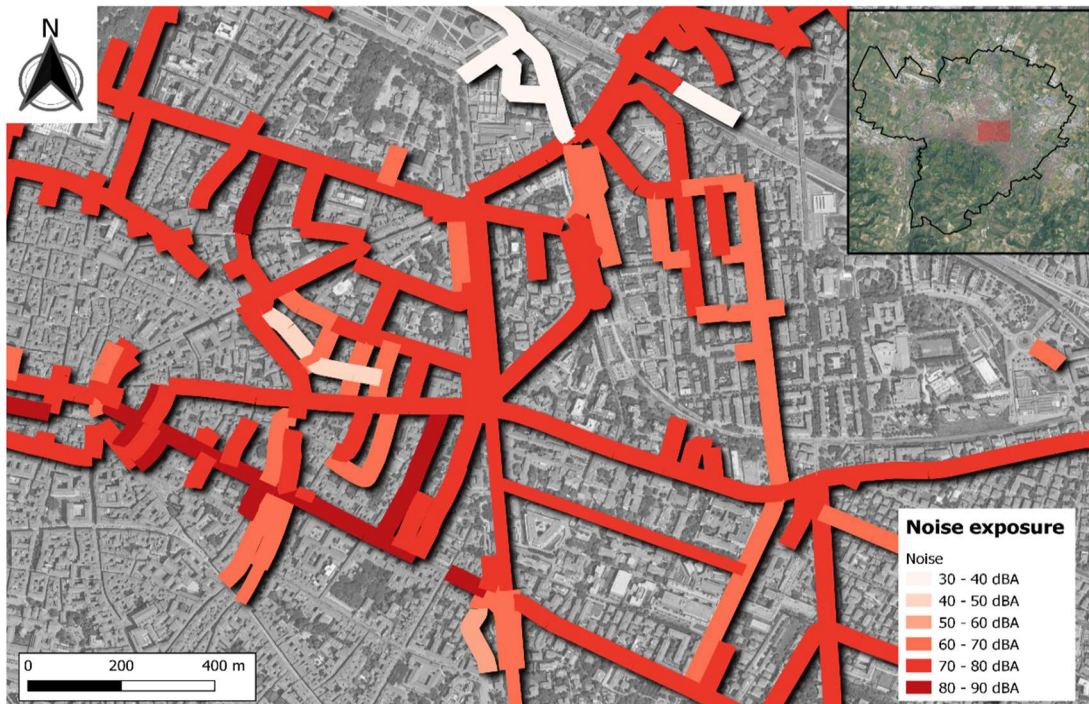 N
Noise exposure
Noise
30 - 40 dBA
40 - 50 dBA
50 - 60 dBA
60 - 70 dBA
70 - 80 dBA
80 - 90 dBA
0 200 400 m